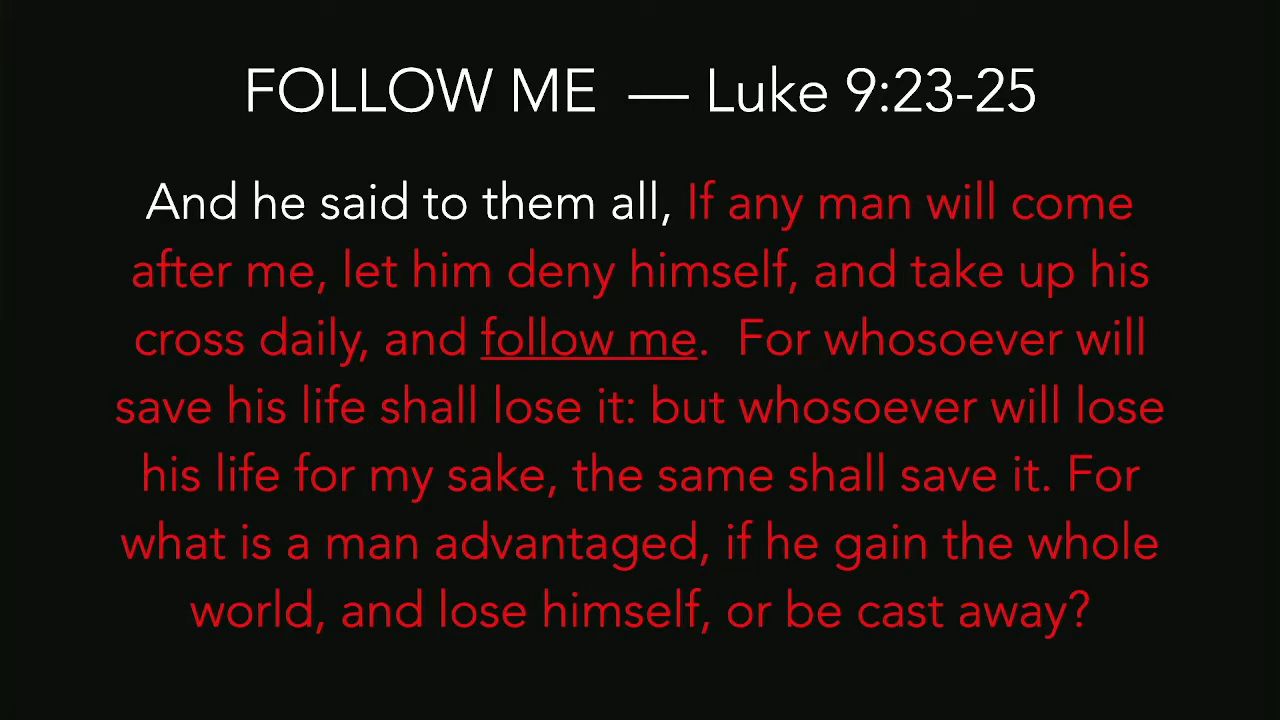 FOLLOW ME — Luke 9:23-25
And he said to them all, If any man will come
after me, let him deny himself, and take up his
cross daily, and follow me. For whosoever will
save his life shall lose it: but whosoever will lose
his life for my sake, the same shall save it. For
what is a man advantaged, if he gain the whole
world, and lose himself, or be cast away?